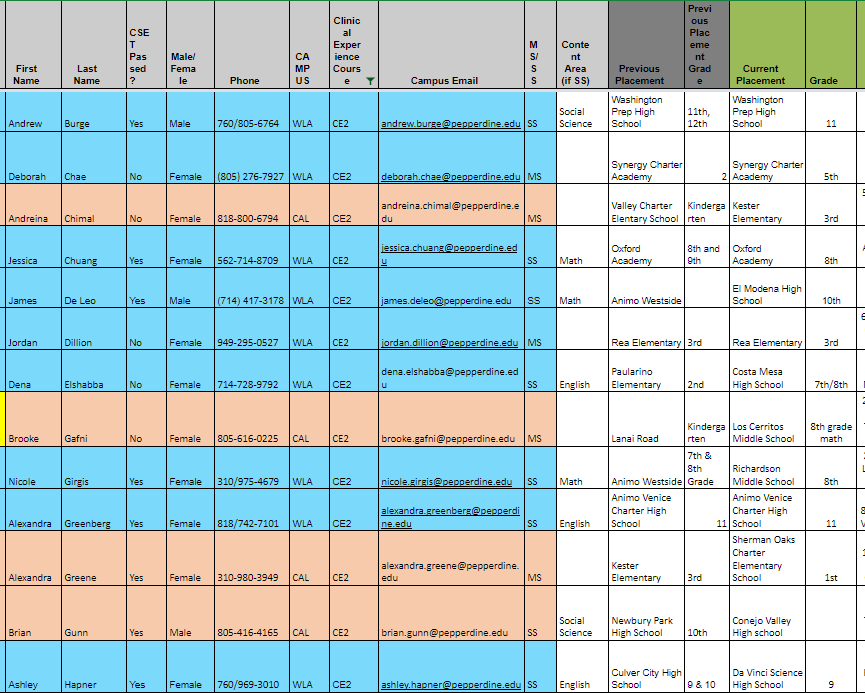 First Name | Last Name | CSET Passed? | Male/Female | Phone | CAMPUS | Clinical Experience Course | Campus Email | MS/SS | Content Area (if SS) | Previous Placement | Previous Placement Grade | Current Placement | Grade
Andrew | Burge | Yes | Male | 760/805-6764 | WLA | CE2 | andrew.burge@pepperdine.edu | SS | Social Science | Washington Prep High School | 11th, 12th | Washington Prep High School | 11
Deborah | Chae | No | Female | (805) 276-7927 | WLA | CE2 | deborah.chae@pepperdine.edu | MS | | Synergy Charter Academy | 2 | Synergy Charter Academy | 5th
Andreina | Chimal | No | Female | 818-800-6794 | CAL | CE2 | andreina.chimal@pepperdine.edu | MS | | Valley Charter Elentary School | Kindergarten | Kester Elementary | 3rd
Jessica | Chuang | Yes | Female | 562-714-8709 | WLA | CE2 | jessica.chuang@pepperdine.edu | SS | Math | Oxford Academy | 8th and 9th | Oxford Academy | 8th
James | De Leo | Yes | Male | (714) 417-3178 | WLA | CE2 | james.deleo@pepperdine.edu | SS | Math | Animo Westside | | El Modena High School | 10th
Jordan | Dillion | No | Female | 949-295-0527 | WLA | CE2 | jordan.dillion@pepperdine.edu | MS | | Rea Elementary | 3rd | Rea Elementary | 3rd
Dena | Elshabba | No | Female | 714-728-9792 | WLA | CE2 | dena.elshabba@pepperdine.edu | SS | English | Paularino Elementary | 2nd | Costa Mesa High School | 7th/8th
Brooke | Gafni | No | Female | 805-616-0225 | CAL | CE2 | brooke.gafni@pepperdine.edu | MS | | Lanai Road | Kindergarten | Los Cerritos Middle School | 8th grade math
Nicole | Girgis | Yes | Female | 310/975-4679 | WLA | CE2 | nicole.girgis@pepperdine.edu | SS | Math | Animo Westside | 7th & 8th Grade | Richardson Middle School | 8th
Alexandra | Greenberg | Yes | Female | 818/742-7101 | WLA | CE2 | alexandra.greenberg@pepperdine.edu | SS | English | Animo Venice Charter High School | 11 | Animo Venice Charter High School | 11
Alexandra | Greene | Yes | Female | 310-980-3949 | CAL | CE2 | alexandra.greene@pepperdine.edu | MS | | Kester Elementary | 3rd | Sherman Oaks Charter Elementary School | 1st
Brian | Gunn | Yes | Male | 805-416-4165 | CAL | CE2 | brian.gunn@pepperdine.edu | SS | Social Science | Newbury Park High School | 10th | Conejo Valley High school
Ashley | Hapner | Yes | Female | 760/969-3010 | WLA | CE2 | ashley.hapner@pepperdine.edu | SS | English | Culver City High School | 9 & 10 | Da Vinci Science High School | 9